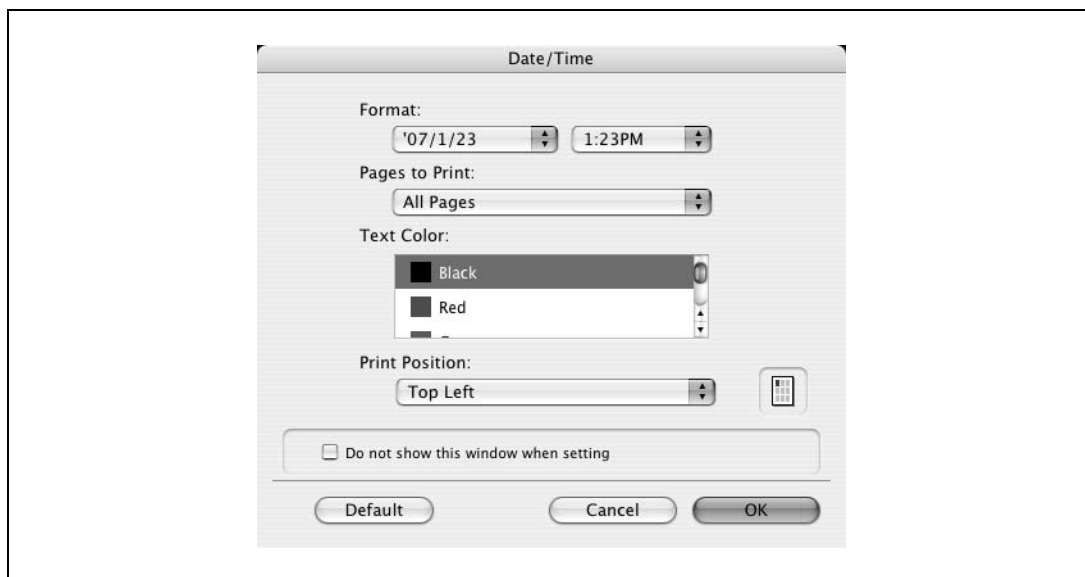 Date/Time
Format:
'07/1/23 1:23PM
Pages to Print:
All Pages
Text Color:
Black
Red
Print Position:
Top Left
Do not show this window when setting
Default Cancel OK